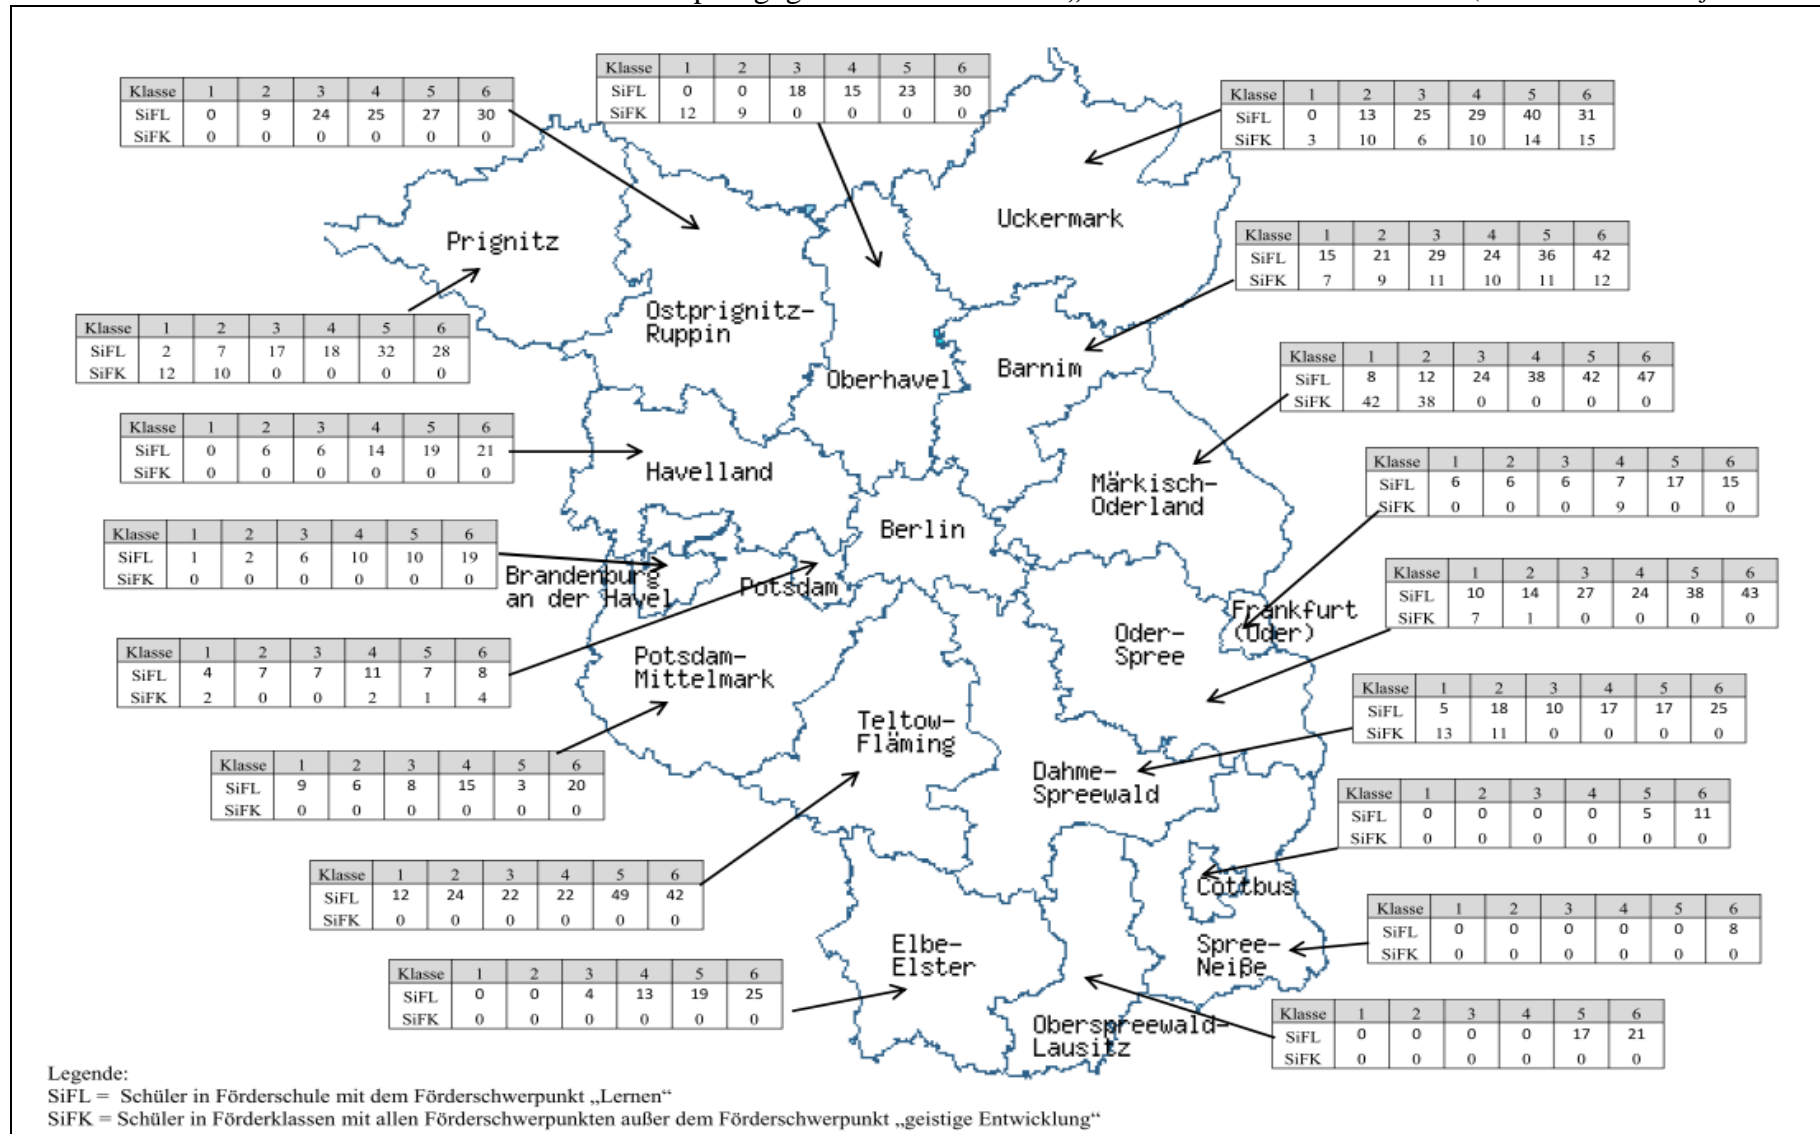 Klasse 1 2 3 4 5 6
SiFL 0 9 24 25 27 30
SiFK 0 0 0 0 0 0
Klasse 1 2 3 4 5 6
SiFL 0 0 18 15 23 30
SiFK 12 9 0 0 0 0
Klasse 1 2 3 4 5 6
SiFL 0 13 25 29 40 31
SiFK 3 10 6 10 14 15
Uckermark
Prignitz
Klasse 1 2 3 4 5 6
SiFL 15 21 29 24 36 42
SiFK 7 9 11 10 11 12
Ostprignitz-
Ruppin
Klasse 1 2 3 4 5 6
SiFL 2 7 17 18 32 28
SiFK 12 10 0 0 0 0
Oberhavel
Barnim
Klasse 1 2 3 4 5 6
SiFL 8 12 24 38 42 47
SiFK 42 38 0 0 0 0
Klasse 1 2 3 4 5 6
SiFL 0 6 6 14 19 21
SiFK 0 0 0 0 0 0
Havelland
Märkisch-
Oderland
Klasse 1 2 3 4 5 6
SiFL 6 6 6 7 17 15
SiFK 0 0 0 9 0 0
Berlin
Klasse 1 2 3 4 5 6
SiFL 1 2 6 10 10 19
SiFK 0 0 0 0 0 0
Brandenburg
an der Havel
Potsdam
Klasse 1 2 3 4 5 6
SiFL 10 14 27 24 38 43
SiFK 7 1 0 0 0 0
Frankfurt
(Oder)
Oder-
Spree
Klasse 1 2 3 4 5 6
SiFL 4 7 7 11 7 8
SiFK 2 0 0 2 1 4
Potsdam-
Mittelmark
Klasse 1 2 3 4 5 6
SiFL 5 18 10 17 17 25
SiFK 13 11 0 0 0 0
Teltow-
Fläming
Klasse 1 2 3 4 5 6
SiFL 9 6 8 15 3 20
SiFK 0 0 0 0 0 0
Dahme-
Spreewald
Klasse 1 2 3 4 5 6
SiFL 0 0 0 0 5 11
SiFK 0 0 0 0 0 0
Klasse 1 2 3 4 5 6
SiFL 12 24 22 22 49 42
SiFK 0 0 0 0 0 0
Cottbus
Klasse 1 2 3 4 5 6
SiFL 0 0 0 0 0 8
SiFK 0 0 0 0 0 0
Elbe-
Elster
Spree-
Neiße
Klasse 1 2 3 4 5 6
SiFL 0 0 4 13 19 25
SiFK 0 0 0 0 0 0
Oberspreewald-
Lausitz
Klasse 1 2 3 4 5 6
SiFL 0 0 0 0 17 21
SiFK 0 0 0 0 0 0
Legende:
SiFL = Schüler in Förderschule mit dem Förderschwerpunkt „Lernen“
SiFK = Schüler in Förderklassen mit allen Förderschwerpunkten außer dem Förderschwerpunkt „geistige Entwicklung“